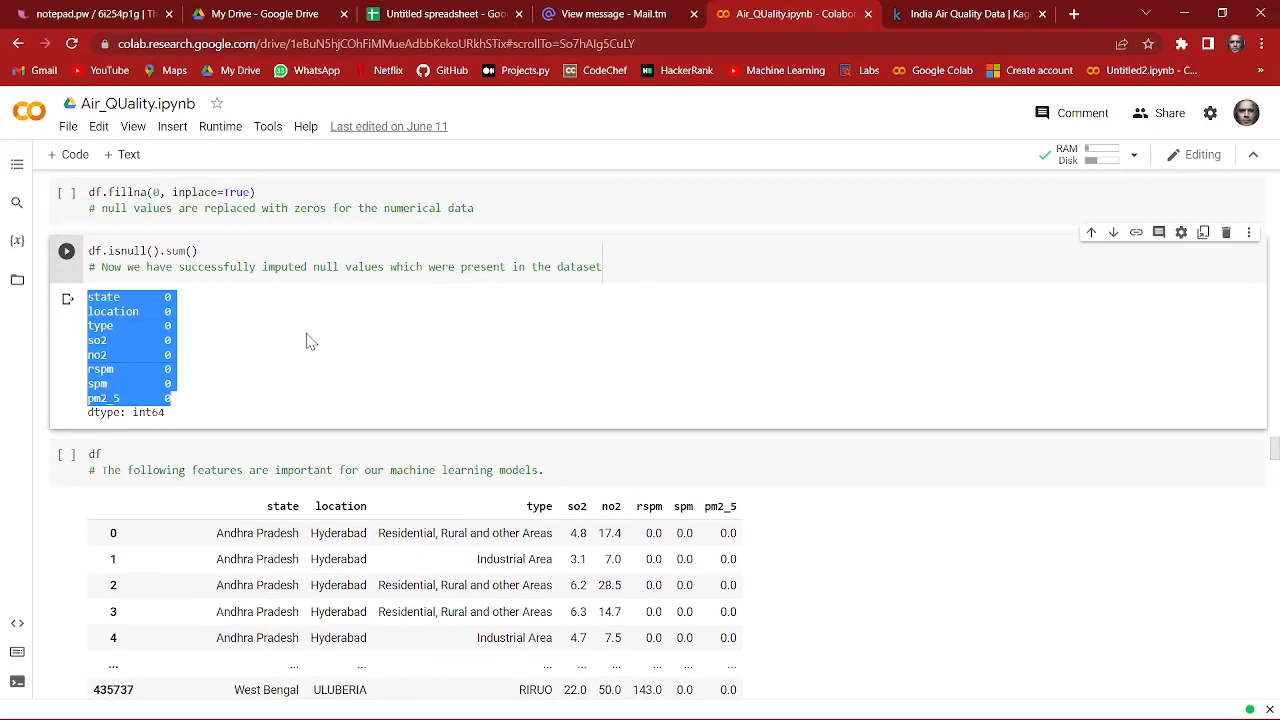 notepad.pw / 6i254p1g | Th
My Drive - Google Drive
Untitled spreadsheet - Goo
View message - Mail.tm
Air_QUality.ipynb - Colabo
India Air Quality Data | Kag
colab.research.google.com/drive/1eBuN5hjCOhFiMMueAdbbKekoURkhSTix#scrollTo=So7hAIg5CuLY
Gmail YouTube Maps My Drive WhatsApp Netflix GitHub Projects.py CodeChef HackerRank Machine Learning Labs Google Colab Create account Untitled2.ipynb - C... »
Air_QUality.ipynb
Comment Share
File Edit View Insert Runtime Tools Help Last edited on June 11
+ Code + Text
RAM
Disk
Editing
[ ] df.fillna(0, inplace=True)
# null values are replaced with zeros for the numerical data
df.isnull().sum()
# Now we have successfully imputed null values which were present in the dataset
state 0
location 0
type 0
so2 0
no2 0
rspm 0
spm 0
pm2_5 0
dtype: int64
[ ] df
# The following features are important for our machine learning models.
state location type so2 no2 rspm spm pm2_5
0 Andhra Pradesh Hyderabad Residential, Rural and other Areas 4.8 17.4 0.0 0.0 0.0
1 Andhra Pradesh Hyderabad Industrial Area 3.1 7.0 0.0 0.0 0.0
2 Andhra Pradesh Hyderabad Residential, Rural and other Areas 6.2 28.5 0.0 0.0 0.0
3 Andhra Pradesh Hyderabad Residential, Rural and other Areas 6.3 14.7 0.0 0.0 0.0
4 Andhra Pradesh Hyderabad Industrial Area 4.7 7.5 0.0 0.0 0.0
... ... ... ... ... ... ... ... ...
435737 West Bengal ULUBERIA RIRUO 22.0 50.0 143.0 0.0 0.0